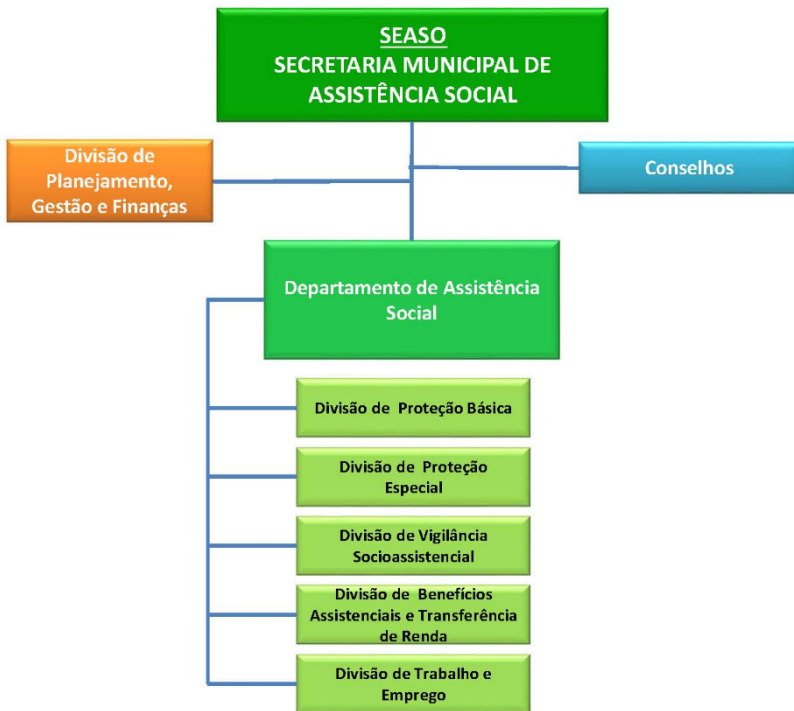 SEASO
SECRETARIA MUNICIPAL DE
ASSISTÊNCIA SOCIAL
Divisão de
Planejamento,
Gestão e Finanças
Conselhos
Departamento de Assistência
Social
Divisão de Proteção Básica
Divisão de Proteção
Especial
Divisão de Vigilância
Socioassistencial
Divisão de Benefícios
Assistenciais e Transferência
de Renda
Divisão de Trabalho e
Emprego